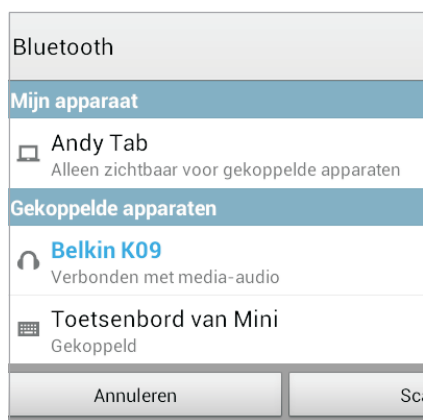 Bluetooth
Mijn apparaat
Andy Tab
Alleen zichtbaar voor gekoppelde apparaten
Gekoppelde apparaten
Belkin K09
Verbonden met media-audio
Toetsenbord van Mini
Gekoppeld
Annuleren